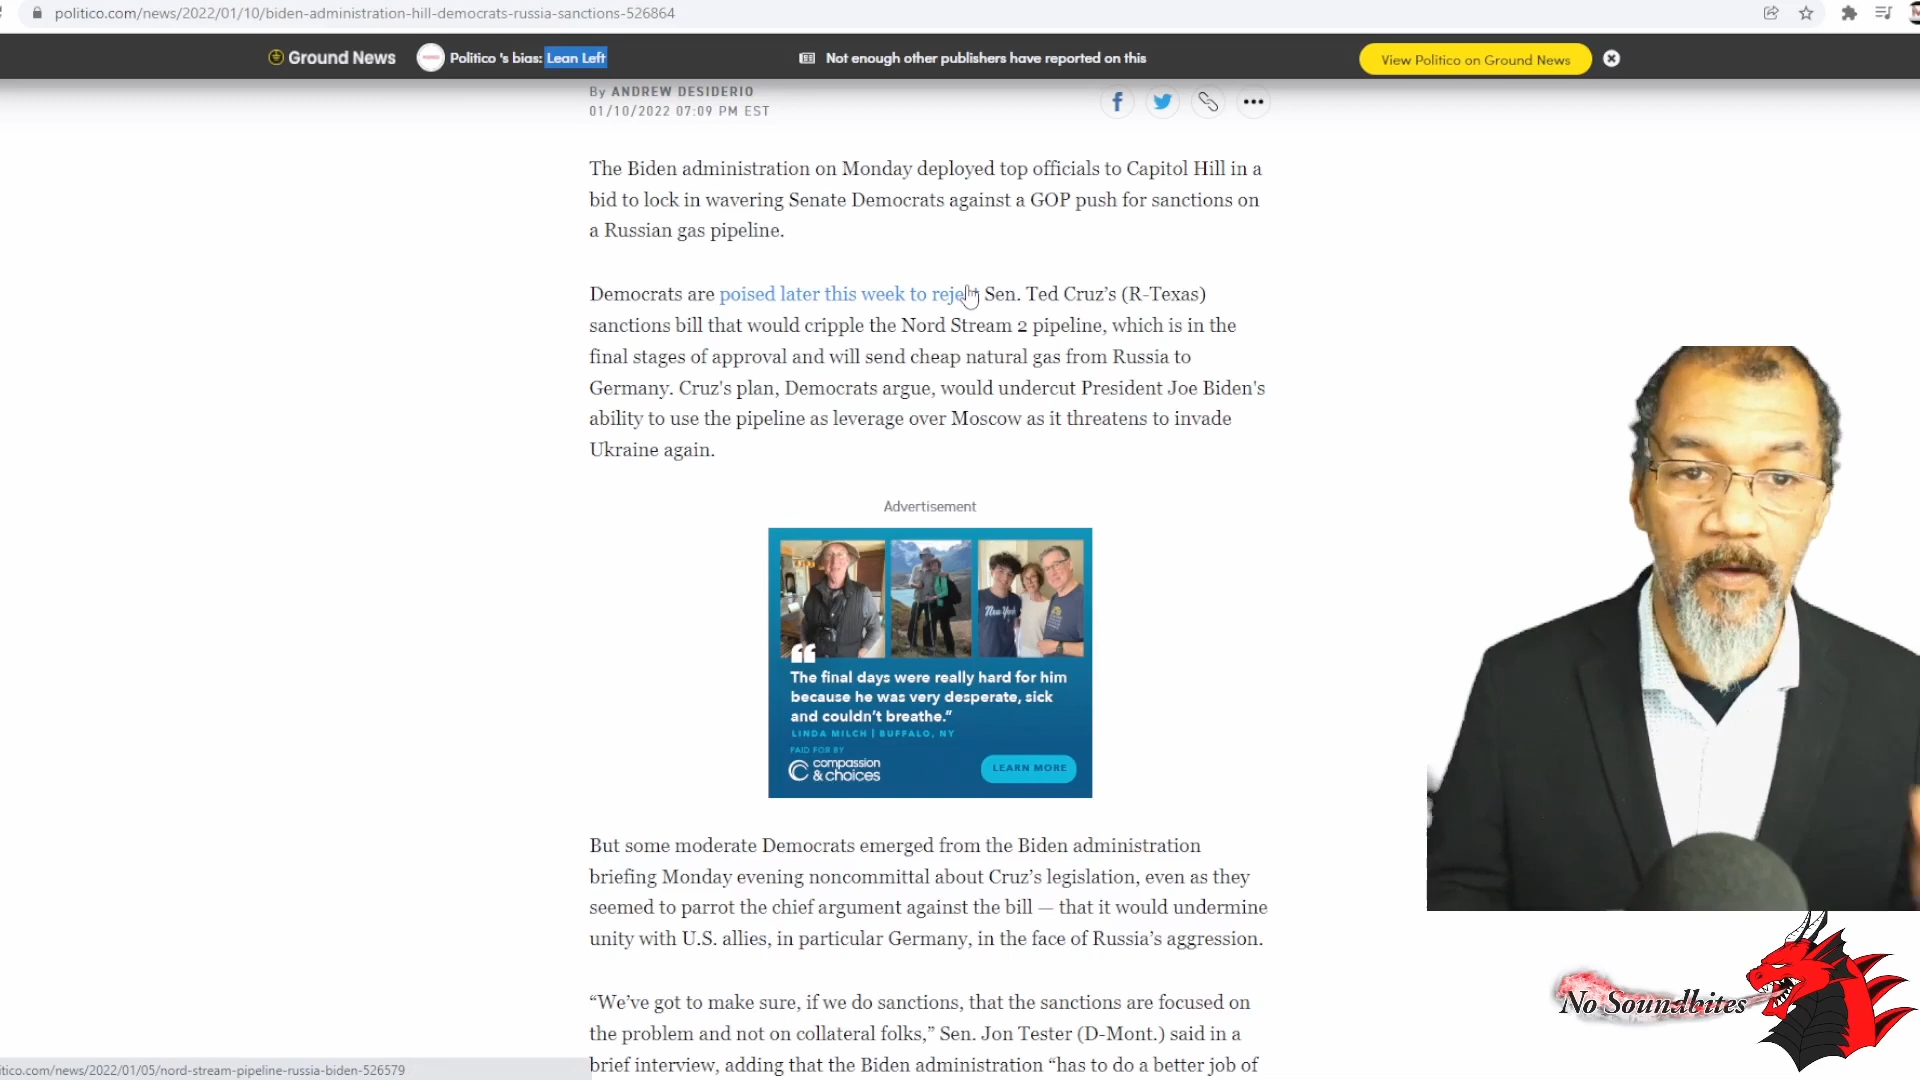 politico.com/news/2022/01/10/biden-administration-hill-democrats-russia-sanctions-526864
Ground News
Politico 's bias: Lean Left
Not enough other publishers have reported on this
View Politico on Ground News
By ANDREW DESIDERIO
01/10/2022 07:09 PM EST
The Biden administration on Monday deployed top officials to Capitol Hill in a
bid to lock in wavering Senate Democrats against a GOP push for sanctions on
a Russian gas pipeline.
Democrats are poised later this week to reject Sen. Ted Cruz's (R-Texas)
sanctions bill that would cripple the Nord Stream 2 pipeline, which is in the
final stages of approval and will send cheap natural gas from Russia to
Germany. Cruz's plan, Democrats argue, would undercut President Joe Biden's
ability to use the pipeline as leverage over Moscow as it threatens to invade
Ukraine again.
Advertisement
New York
“
The final days were really hard for him
because he was very desperate, sick
and couldn't breathe.”
LINDA MILCH | BUFFALO, NY
PAID FOR BY
compassion
& choices
LEARN MORE
But some moderate Democrats emerged from the Biden administration
briefing Monday evening noncommittal about Cruz's legislation, even as they
seemed to parrot the chief argument against the bill — that it would undermine
unity with U.S. allies, in particular Germany, in the face of Russia's aggression.
“We've got to make sure, if we do sanctions, that the sanctions are focused on
the problem and not on collateral folks,” Sen. Jon Tester (D-Mont.) said in a
brief interview, adding that the Biden administration “has to do a better job of
itico.com/news/2022/01/05/nord-stream-pipeline-russia-biden-526579
No Soundbites